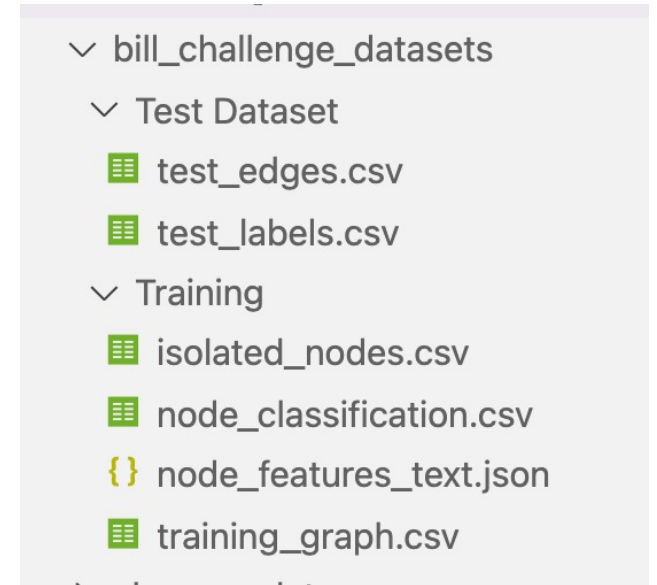 bill_challenge_datasets
Test Dataset
test_edges.csv
test_labels.csv
Training
isolated_nodes.csv
node_classification.csv
{} node_features_text.json
training_graph.csv